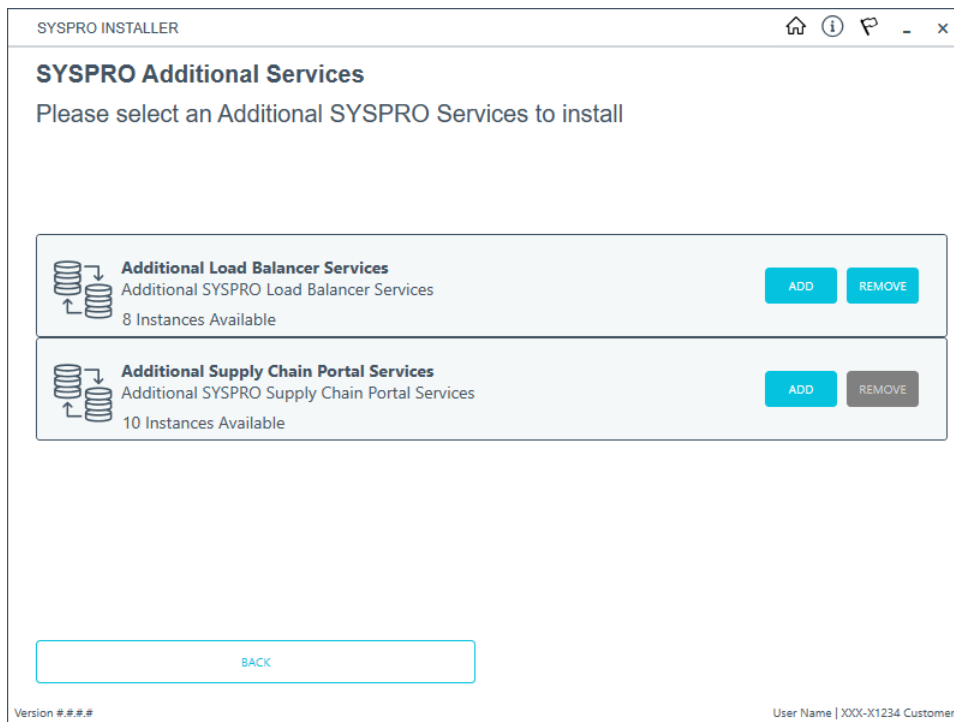 SYSPRO INSTALLER
SYSPRO Additional Services
Please select an Additional SYSPRO Services to install
Additional Load Balancer Services
Additional SYSPRO Load Balancer Services
8 Instances Available
ADD REMOVE
Additional Supply Chain Portal Services
Additional SYSPRO Supply Chain Portal Services
10 Instances Available
ADD REMOVE
BACK
Version #.#.#.# User Name | XXX-X1234 Customer